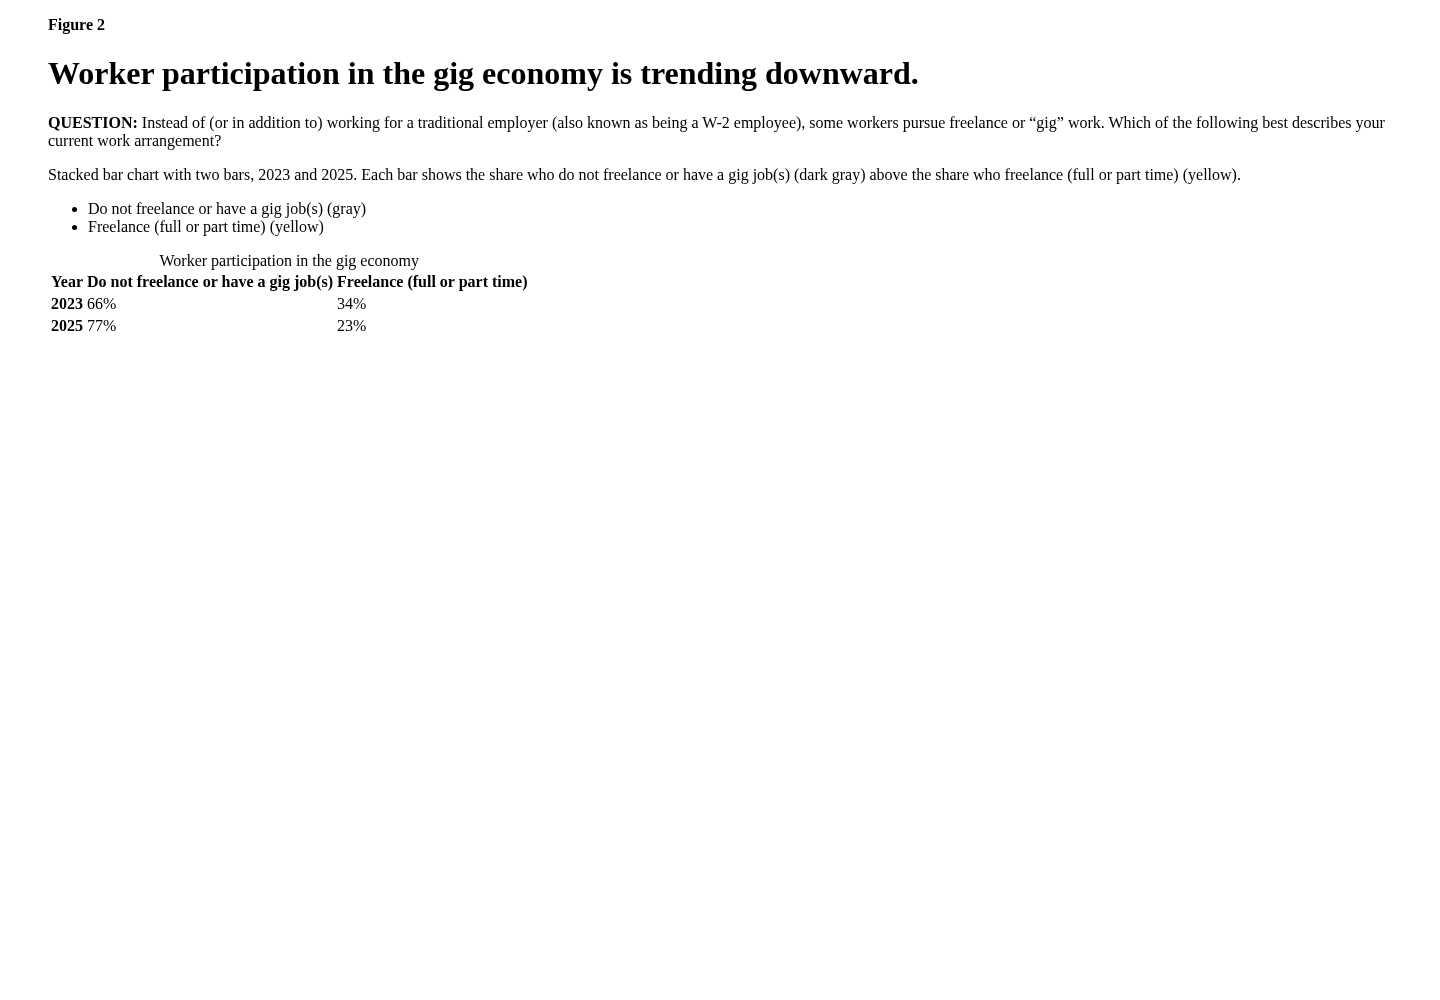 Figure 2
Worker participation in the gig economy is trending downward.
QUESTION: Instead of (or in addition to) working for a traditional employer (also known as being a W-2 employee), some workers pursue freelance or “gig” work. Which of the following best describes your
current work arrangement?
Stacked bar chart with two bars, 2023 and 2025. Each bar shows the share who do not freelance or have a gig job(s) (dark gray) above the share who freelance (full or part time) (yellow).
• Do not freelance or have a gig job(s) (gray)
• Freelance (full or part time) (yellow)
Worker participation in the gig economy
Year Do not freelance or have a gig job(s) Freelance (full or part time)
2023 66% 34%
2025 77% 23%